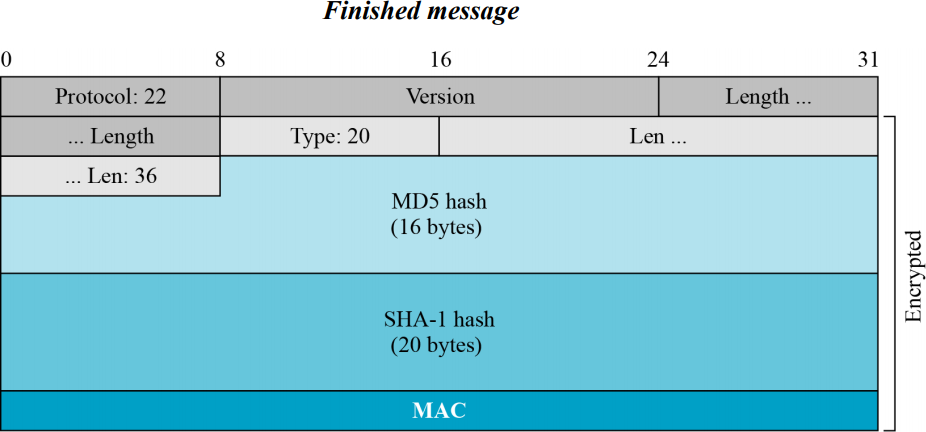 Finished message
0 8 16 24 31
Protocol: 22 Version Length ...
... Length Type: 20 Len ...
... Len: 36
MD5 hash
(16 bytes)
SHA-1 hash
(20 bytes)
MAC
Encrypted